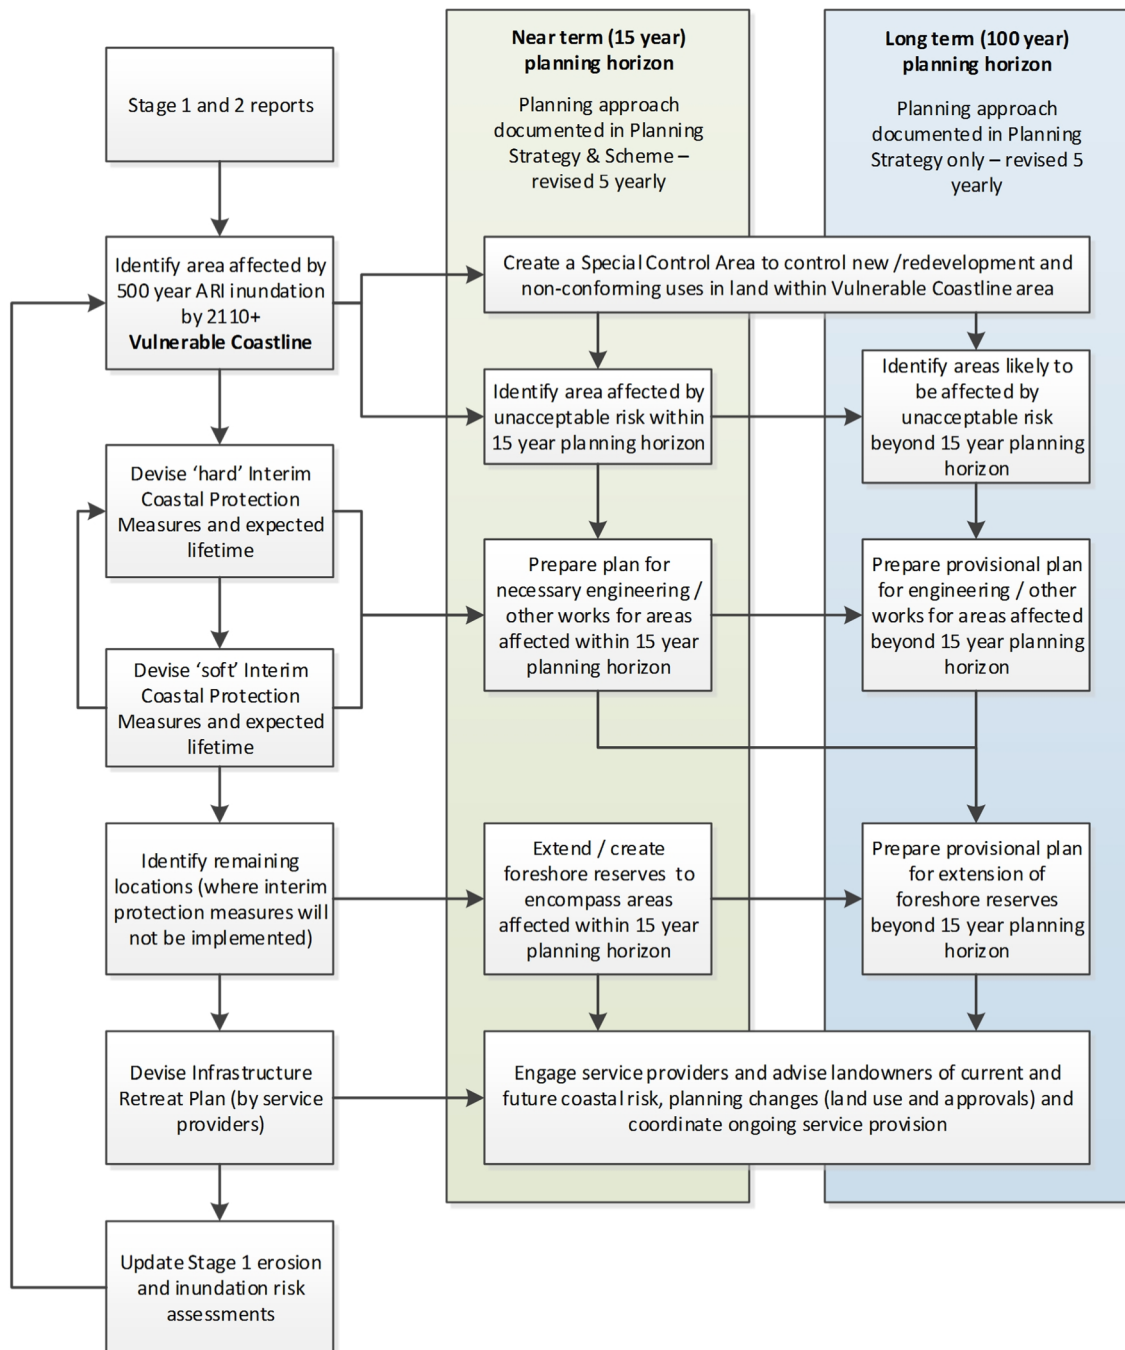 Near term (15 year)
planning horizon
Planning approach
documented in Planning
Strategy & Scheme –
revised 5 yearly
Long term (100 year)
planning horizon
Planning approach
documented in Planning
Strategy only – revised 5
yearly
Stage 1 and 2 reports
Identify area affected by
500 year ARI inundation
by 2110+
Vulnerable Coastline
Create a Special Control Area to control new /redevelopment and
non-conforming uses in land within Vulnerable Coastline area
Identify area affected by
unacceptable risk within
15 year planning horizon
Identify areas likely to
be affected by
unacceptable risk
beyond 15 year planning
horizon
Devise ‘hard’ Interim
Coastal Protection
Measures and expected
lifetime
Prepare plan for
necessary engineering /
other works for areas
affected within 15 year
planning horizon
Prepare provisional plan
for engineering / other
works for areas affected
beyond 15 year planning
horizon
Devise ‘soft’ Interim
Coastal Protection
Measures and expected
lifetime
Identify remaining
locations (where interim
protection measures will
not be implemented)
Extend / create
foreshore reserves to
encompass areas
affected within 15 year
planning horizon
Prepare provisional plan
for extension of
foreshore reserves
beyond 15 year planning
horizon
Devise Infrastructure
Retreat Plan (by service
providers)
Engage service providers and advise landowners of current and
future coastal risk, planning changes (land use and approvals) and
coordinate ongoing service provision
Update Stage 1 erosion
and inundation risk
assessments